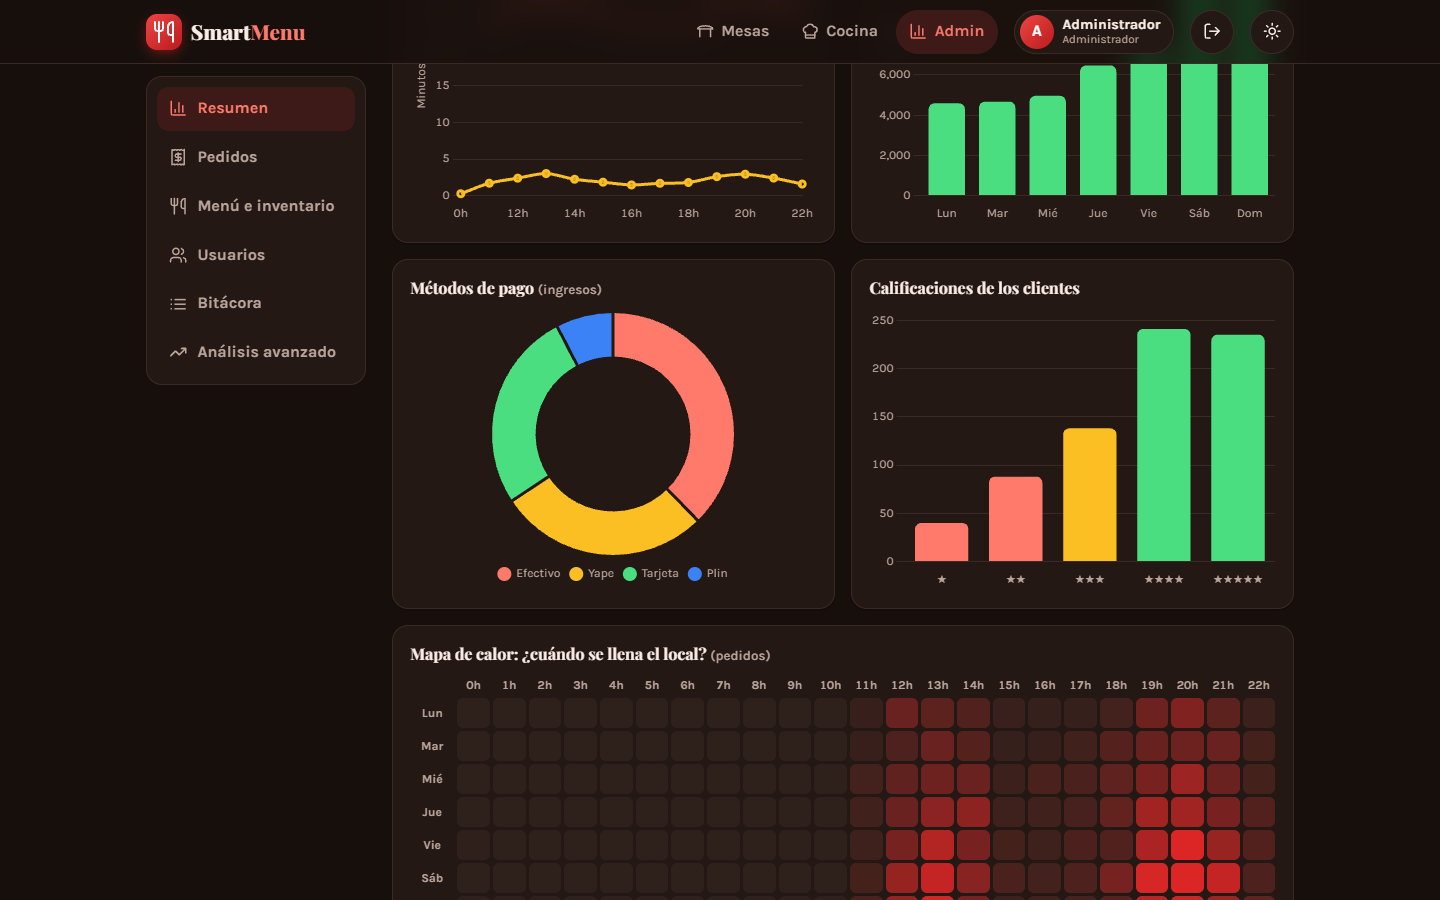 SmartMenu
Mesas
Cocina
Admin
A
Administrador
Administrador
Resumen
Pedidos
Menú e inventario
Usuarios
Bitácora
Análisis avanzado
Minutos
15
10
5
0
0h 12h 14h 16h 18h 20h 22h
6,000
4,000
2,000
0
Lun Mar Mié Jue Vie Sáb Dom
Métodos de pago (ingresos)
Efectivo Yape Tarjeta Plin
Calificaciones de los clientes
250
200
150
100
50
0
★ ★★ ★★★ ★★★★ ★★★★★
Mapa de calor: ¿cuándo se llena el local? (pedidos)
0h 1h 2h 3h 4h 5h 6h 7h 8h 9h 10h 11h 12h 13h 14h 15h 16h 17h 18h 19h 20h 21h 22h
Lun
Mar
Mié
Jue
Vie
Sáb